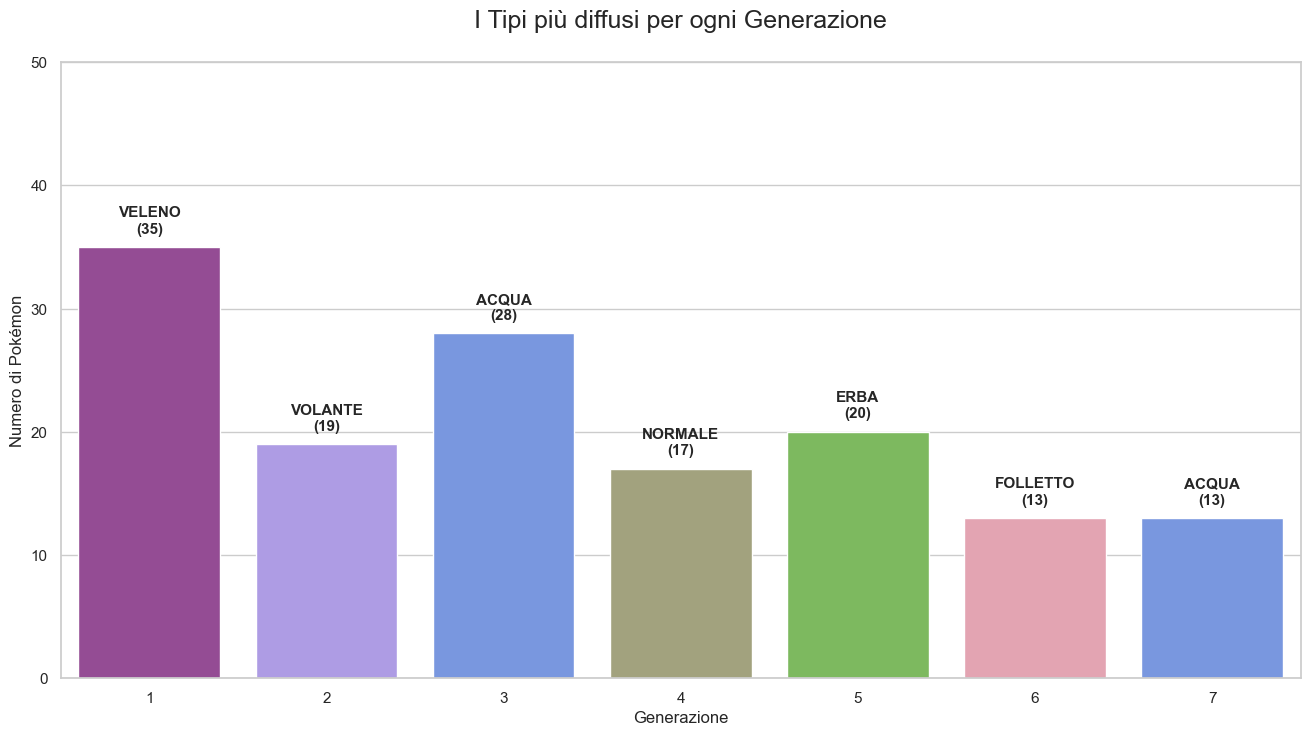 I Tipi più diffusi per ogni Generazione
Numero di Pokémon
50
40
30
20
10
0
VELENO
(35)
VOLANTE
(19)
ACQUA
(28)
NORMALE
(17)
ERBA
(20)
FOLLETTO
(13)
ACQUA
(13)
1 2 3 4 5 6 7
Generazione